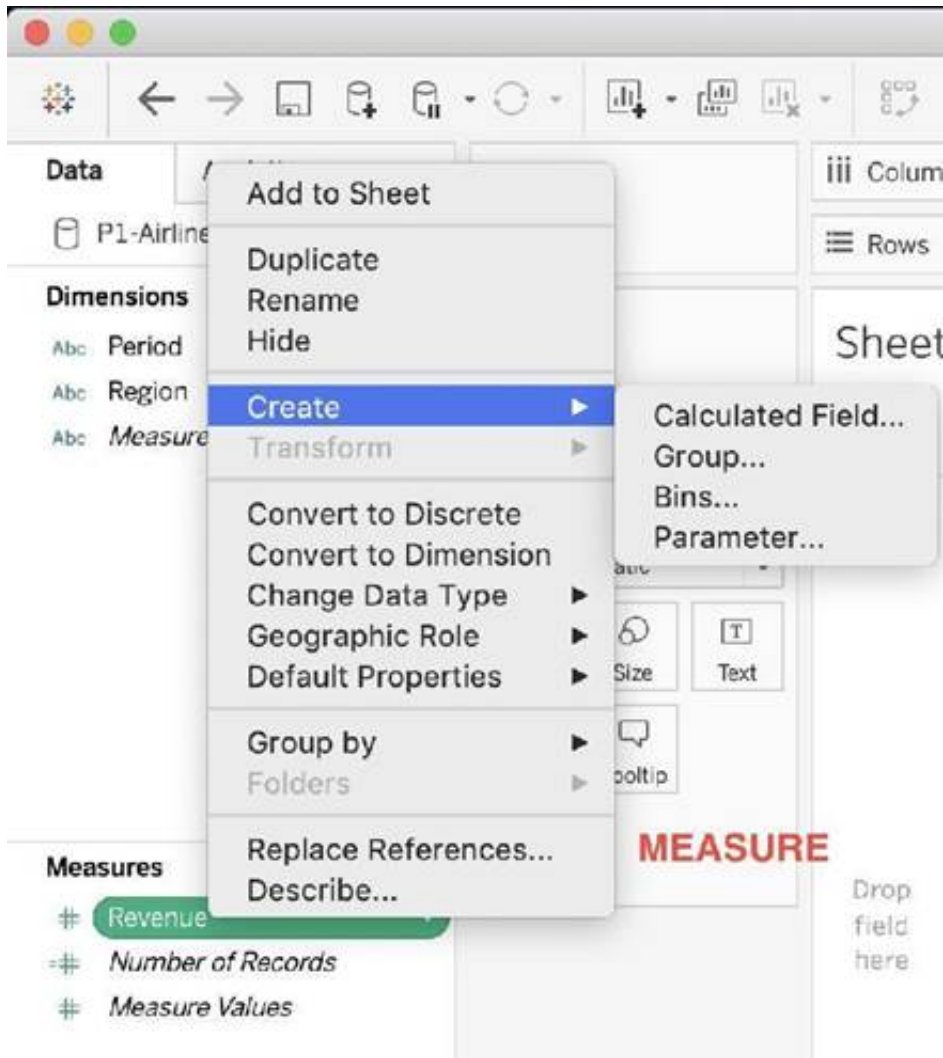 Data
P1-Airline
Dimensions
Abc Period
Abc Region
Abc Measure
Add to Sheet
Duplicate
Rename
Hide
Create
Transform
Convert to Discrete
Convert to Dimension
Change Data Type
Geographic Role
Default Properties
Group by
Folders
Replace References...
Describe...
Calculated Field...
Group...
Bins...
Parameter...
Size
Text
T
ooltip
MEASURE
Measures
Revenue
Number of Records
Measure Values
Colum
Rows
Sheet
Drop
field
here